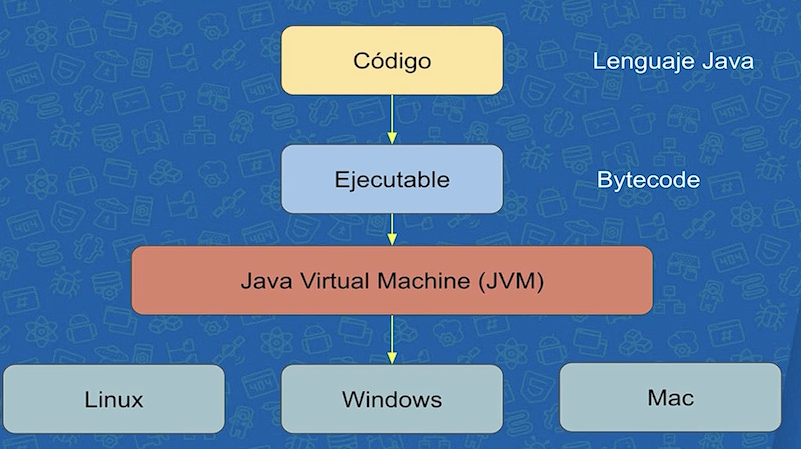 Código
Lenguaje Java
Ejecutable
Bytecode
Java Virtual Machine (JVM)
Linux
Windows
Mac